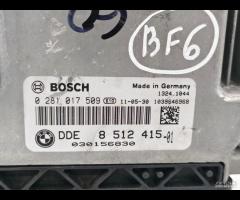 BF6
BOSCH
Made in Germany
1324.1044
0 281 017 509
11-05-30
1039S46968
DDE 8 512 415.01
030156830